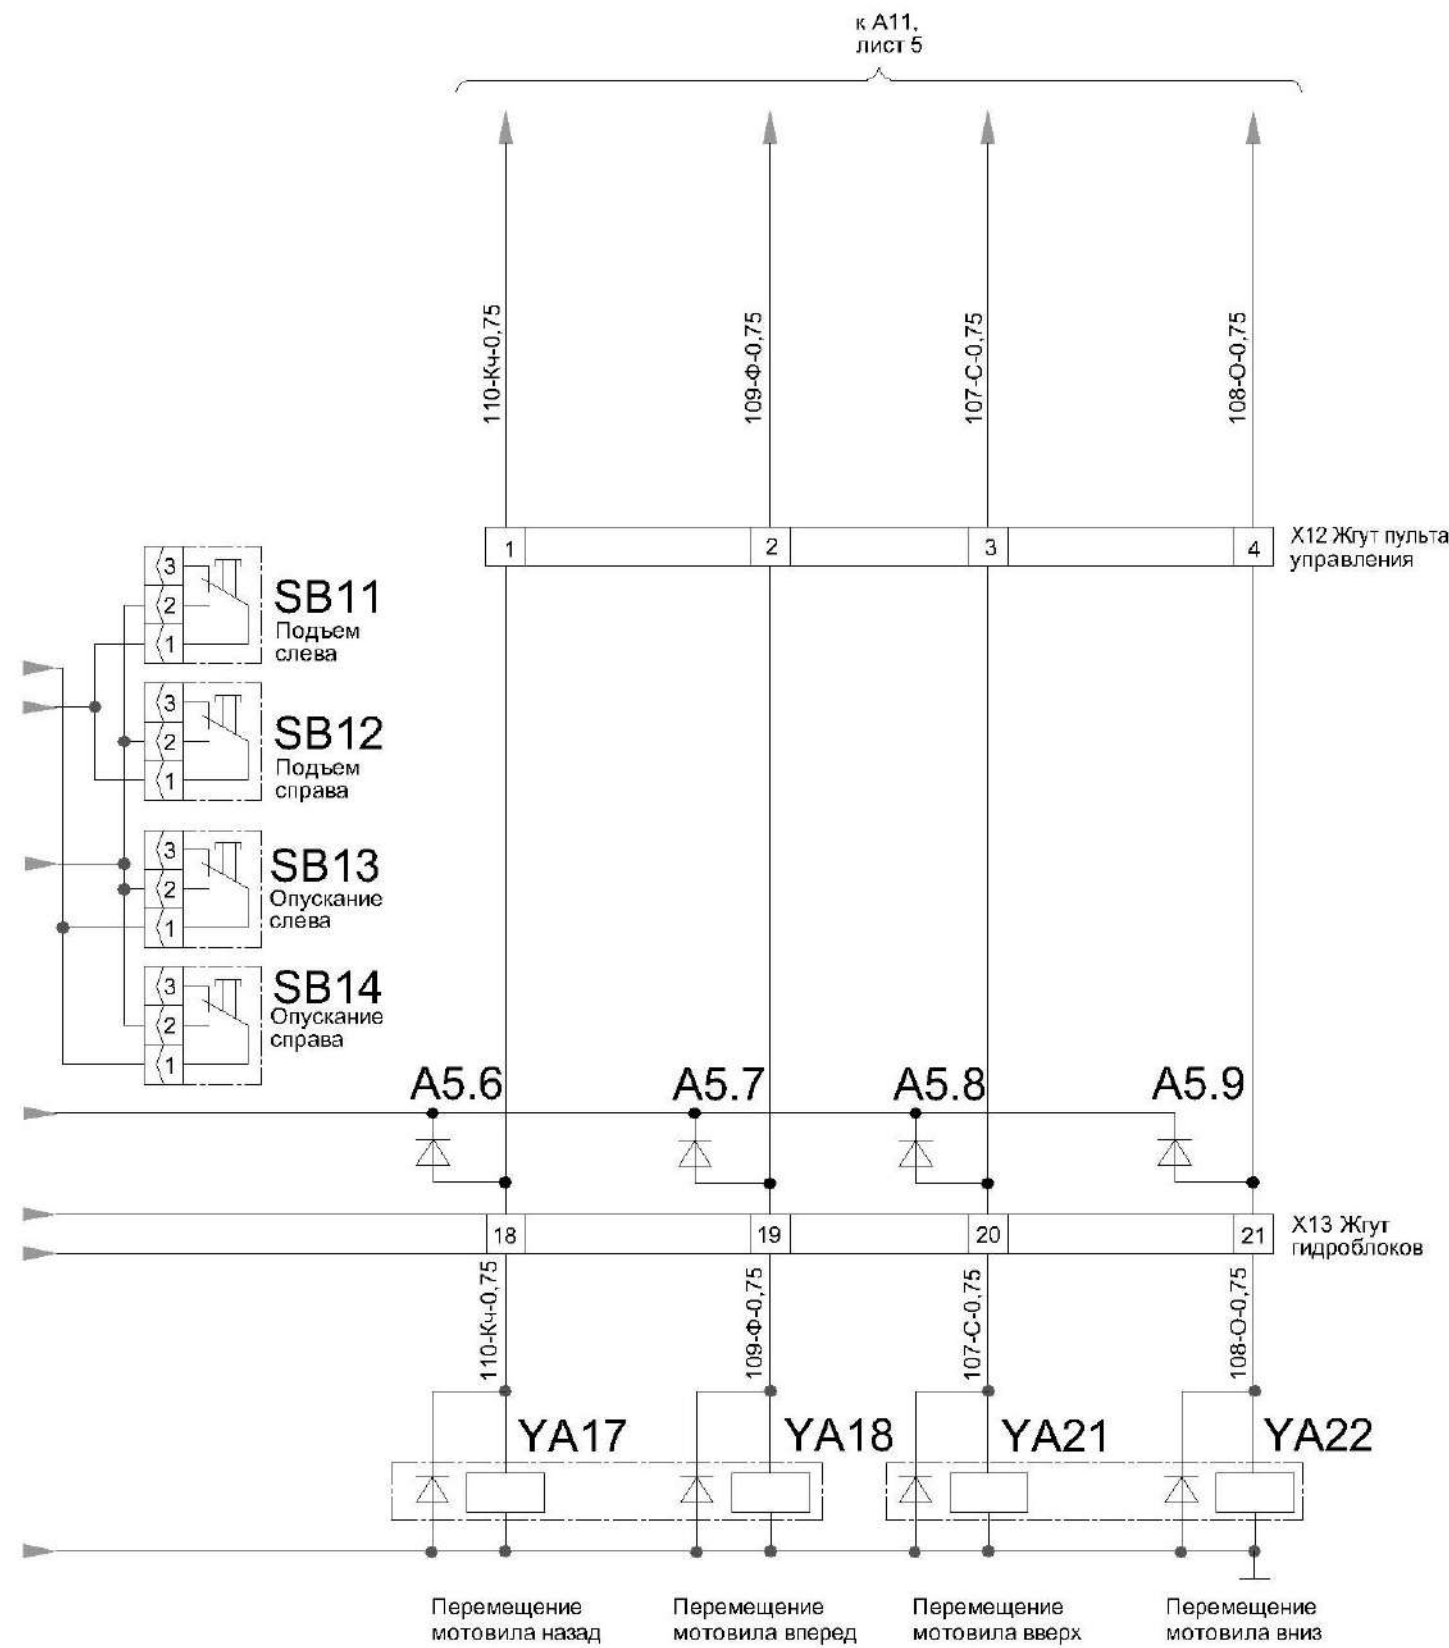 к А11,
лист 5
110-Кч-0,75
109-Ф-0,75
107-С-0,75
108-О-0,75
1
2
3
4
Х12 Жгут пульта
управления
3
2
1
SB11
Подъем
слева
3
2
1
SB12
Подъем
справа
3
2
1
SB13
Опускание
слева
3
2
1
SB14
Опускание
справа
A5.6
A5.7
A5.8
A5.9
18
19
20
21
Х13 Жгут
гидроблоков
110-Кч-0,75
109-Ф-0,75
107-С-0,75
108-О-0,75
YA17
YA18
YA21
YA22
Перемещение
мотовила назад
Перемещение
мотовила вперед
Перемещение
мотовила вверх
Перемещение
мотовила вниз